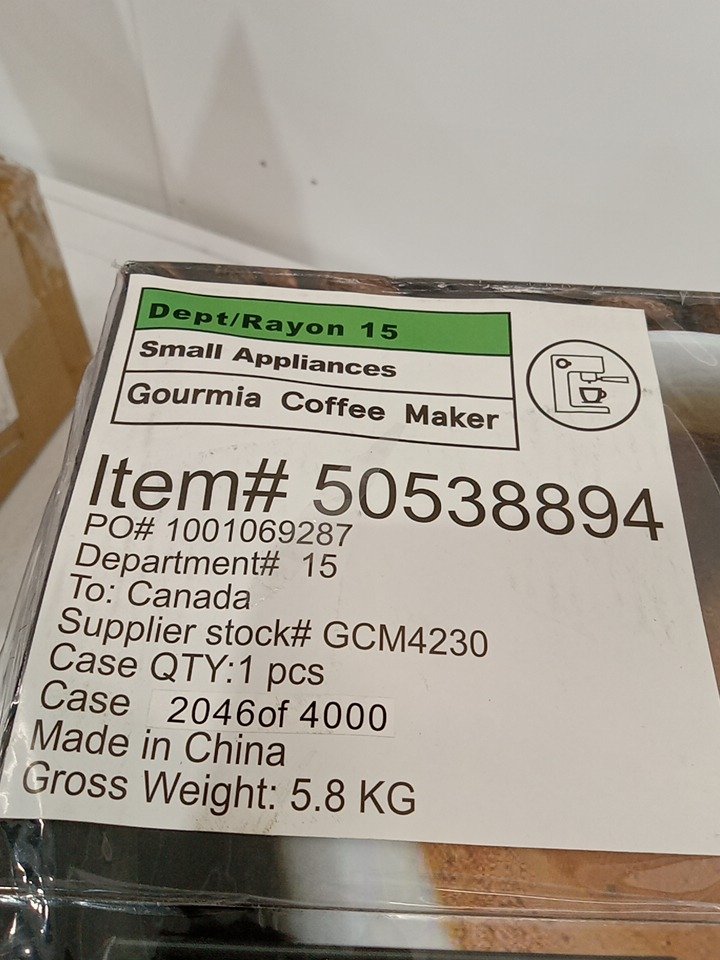 Dept/Rayon 15
Small Appliances
Gourmia Coffee Maker
Item# 50538894
PO# 1001069287
Department# 15
To: Canada
Supplier stock# GCM4230
Case QTY:1 pcs
Case 2046of 4000
Made in China
Gross Weight: 5.8 KG